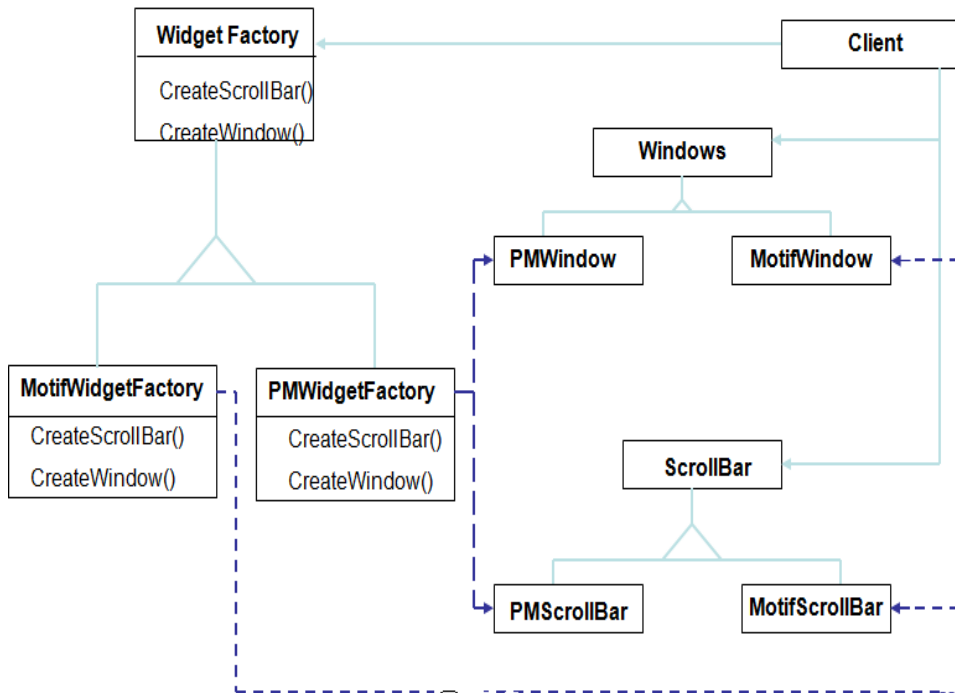 Widget Factory
CreateScrollBar()
CreateWindow()
Client
Windows
PMWindow
MotifWindow
MotifWidgetFactory
CreateScrollBar()
CreateWindow()
PMWidgetFactory
CreateScrollBar()
CreateWindow()
ScrollBar
PMScrollBar
MotifScrollBar